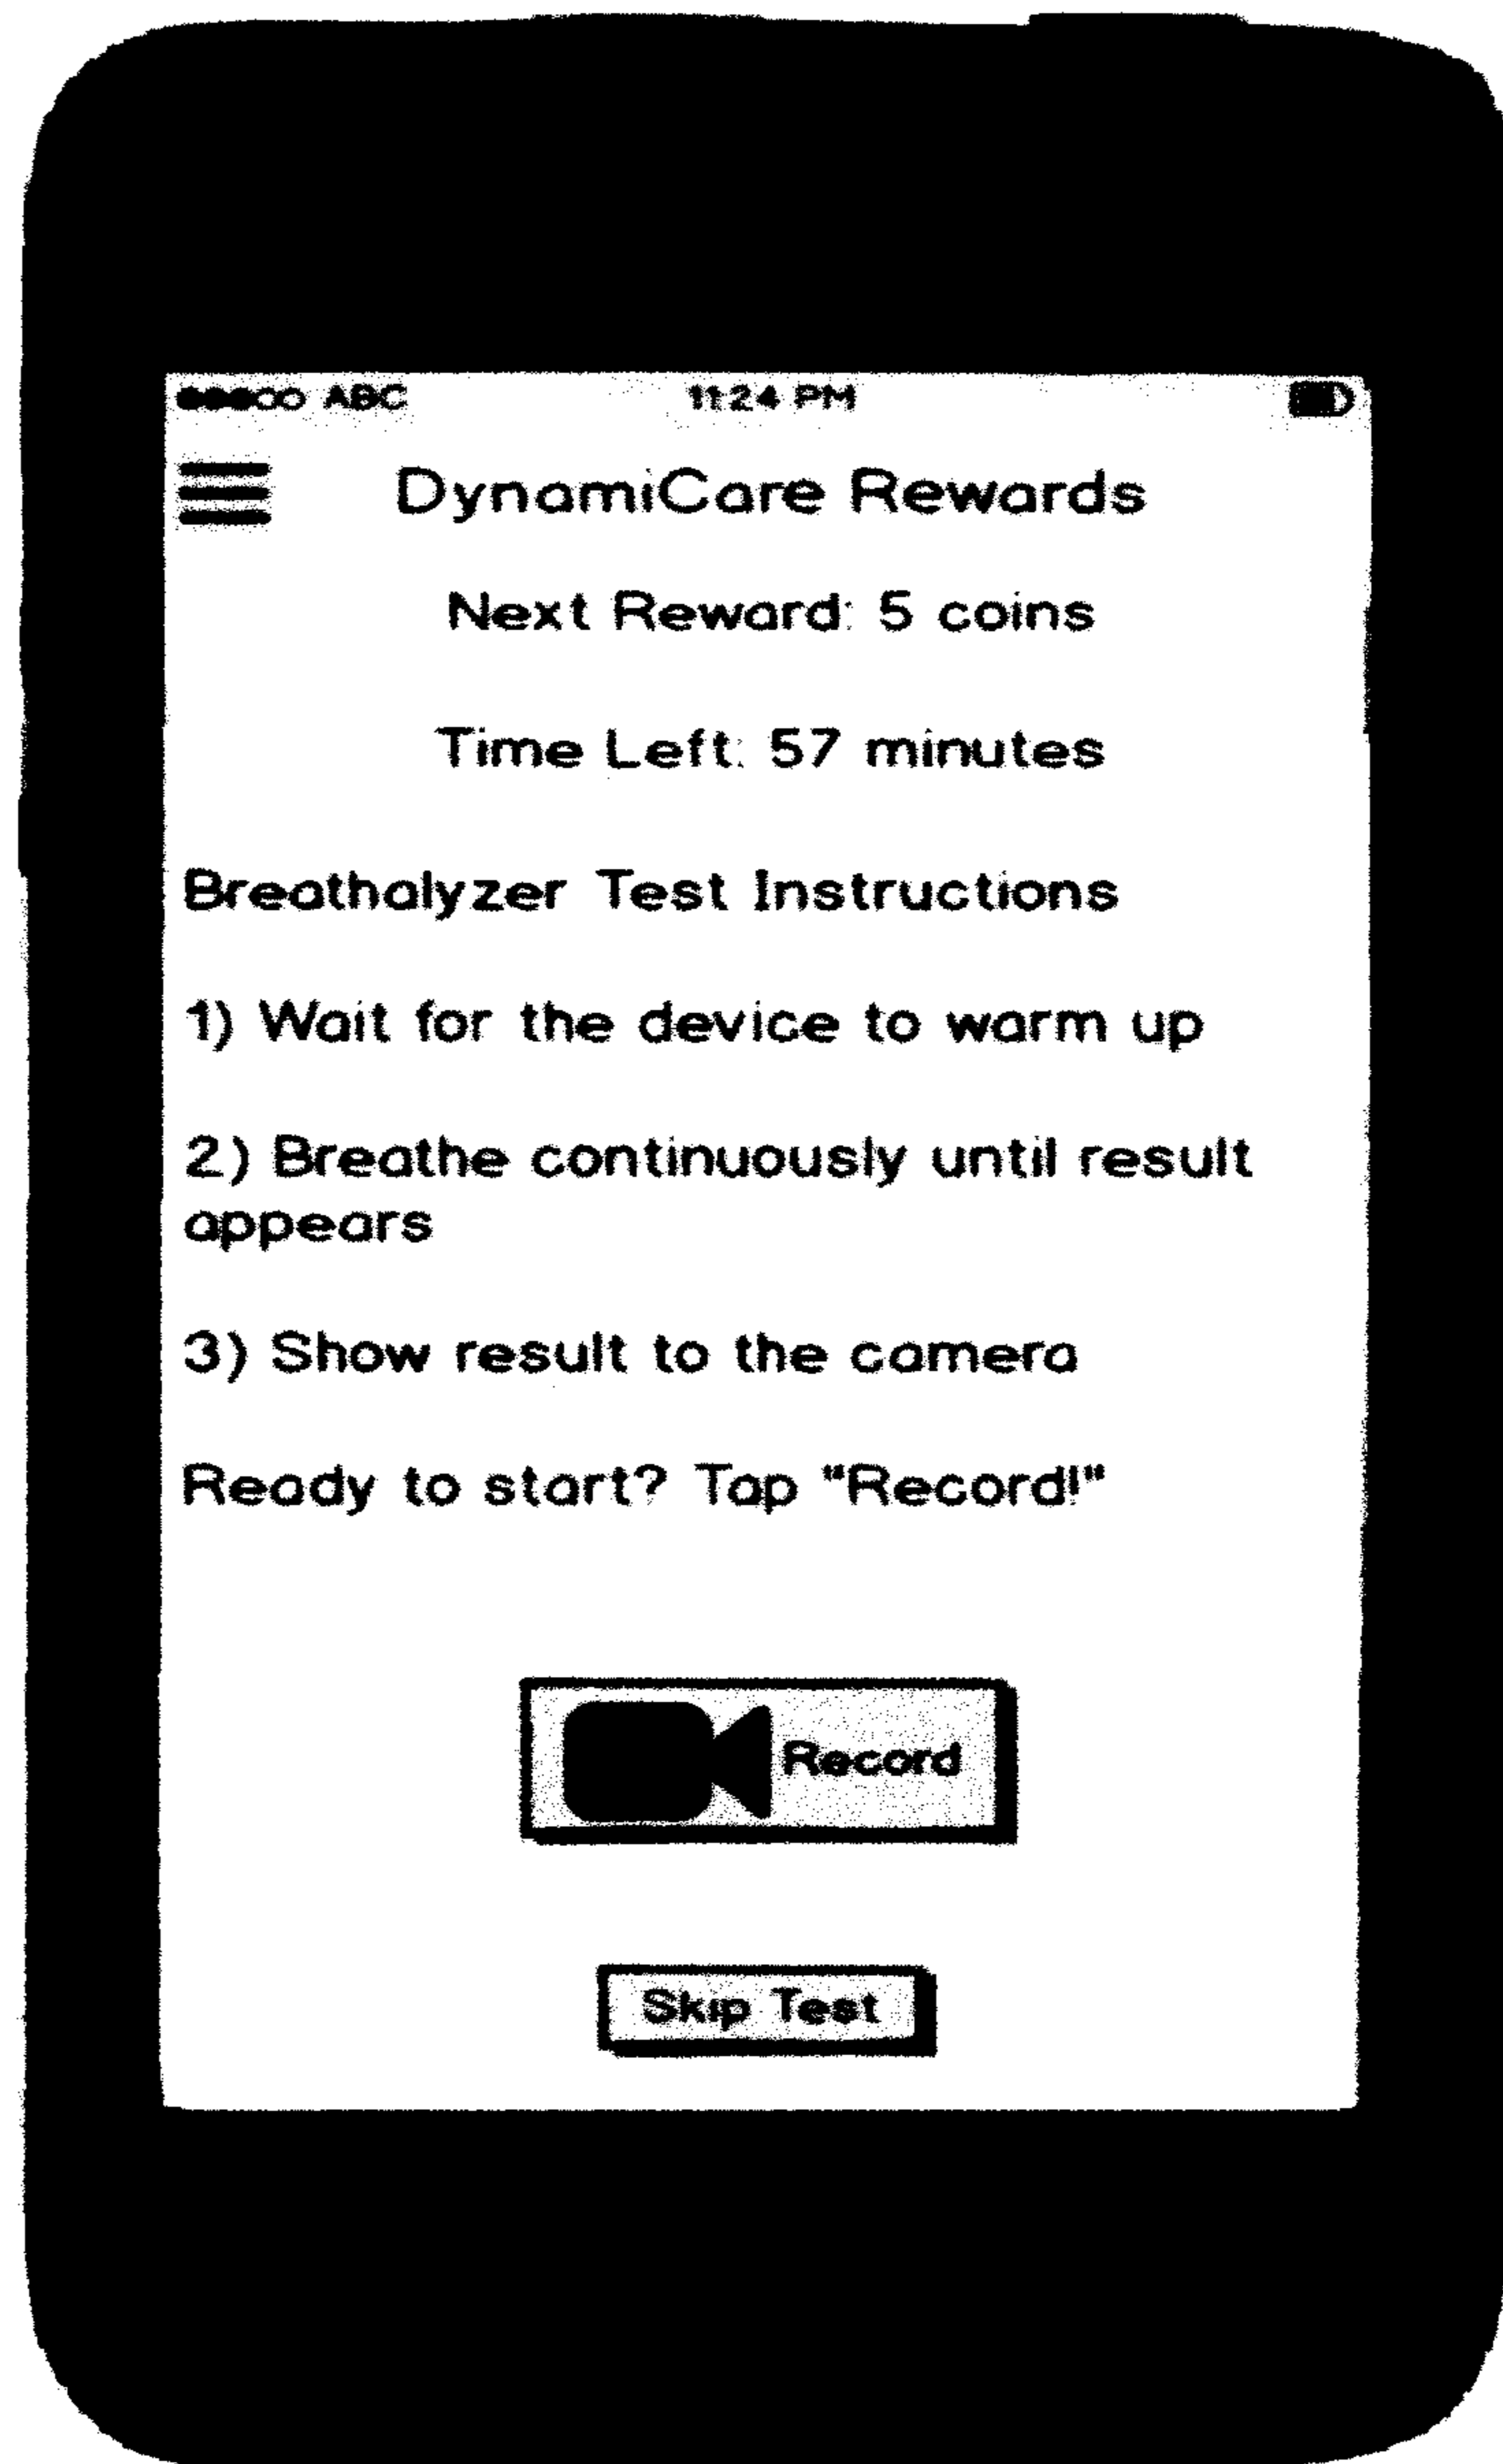 ABC 11:24 PM
DynamiCare Rewards
Next Reward: 5 coins
Time Left: 57 minutes
Breathalyzer Test Instructions
1) Wait for the device to warm up
2) Breathe continuously until result
appears
3) Show result to the camera
Ready to start? Tap "Record!"
Record
Skip Test